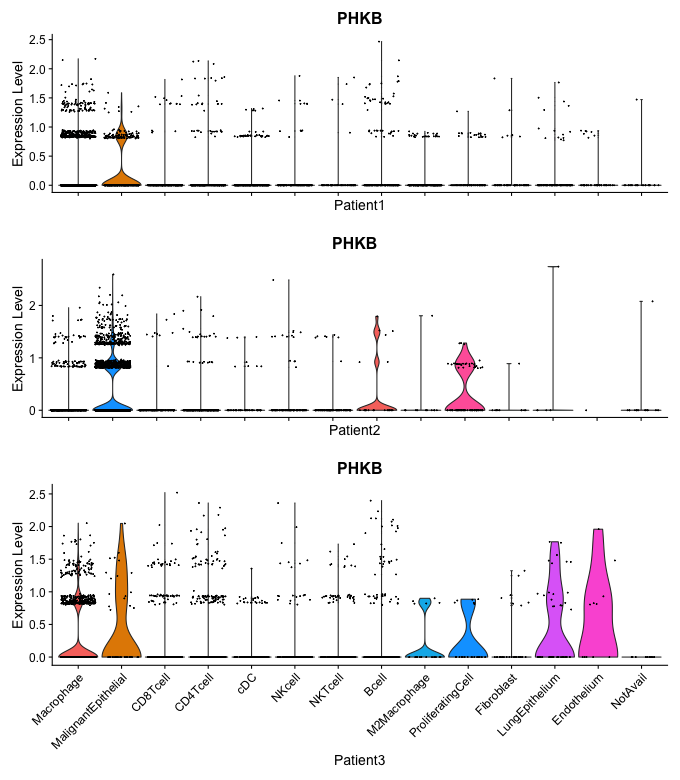 PHKB
Expression Level
2.5
2.0
1.5
1.0
0.5
0.0
Patient1
PHKB
Expression Level
2
1
0
Patient2
PHKB
Expression Level
2.5
2.0
1.5
1.0
0.5
0.0
Macrophage
MalignantEpithelial
CD8Tcell
CD4Tcell
cDC
NKcell
NKTcell
Bcell
M2Macrophage
ProliferatingCell
Fibroblast
LungEpithelium
Endothelium
NotAvail
Patient3